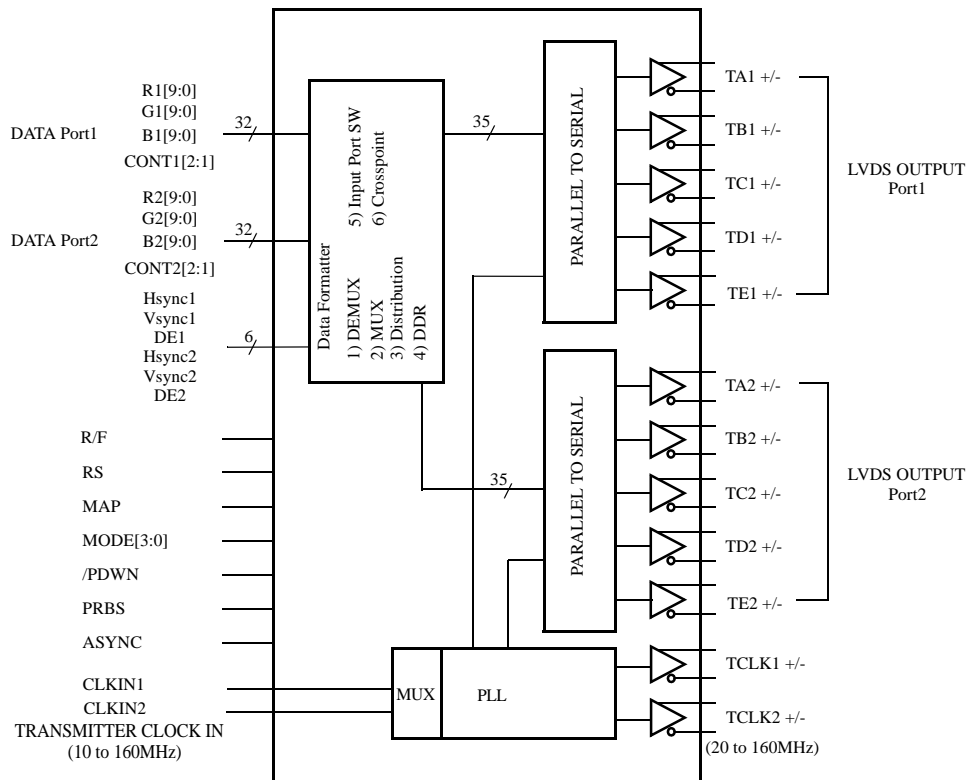 R1[9:0]
G1[9:0]
DATA Port1
B1[9:0]
CONT1[2:1]
32
R2[9:0]
G2[9:0]
DATA Port2
B2[9:0]
CONT2[2:1]
32
Hsync1
Vsync1
DE1
Hsync2
Vsync2
DE2
6
R/F
RS
MAP
MODE[3:0]
/PDWN
PRBS
ASYNC
CLKIN1
CLKIN2
TRANSMITTER CLOCK IN
(10 to 160MHz)
Data Formatter
1) DEMUX
2) MUX
3) Distribution
4) DDR
5) Input Port SW
6) Crosspoint
35
35
PARALLEL TO SERIAL
PARALLEL TO SERIAL
MUX
PLL
TA1 +/-
TB1 +/-
TC1 +/-
TD1 +/-
TE1 +/-
LVDS OUTPUT
Port1
TA2 +/-
TB2 +/-
TC2 +/-
TD2 +/-
TE2 +/-
LVDS OUTPUT
Port2
TCLK1 +/-
TCLK2 +/-
(20 to 160MHz)